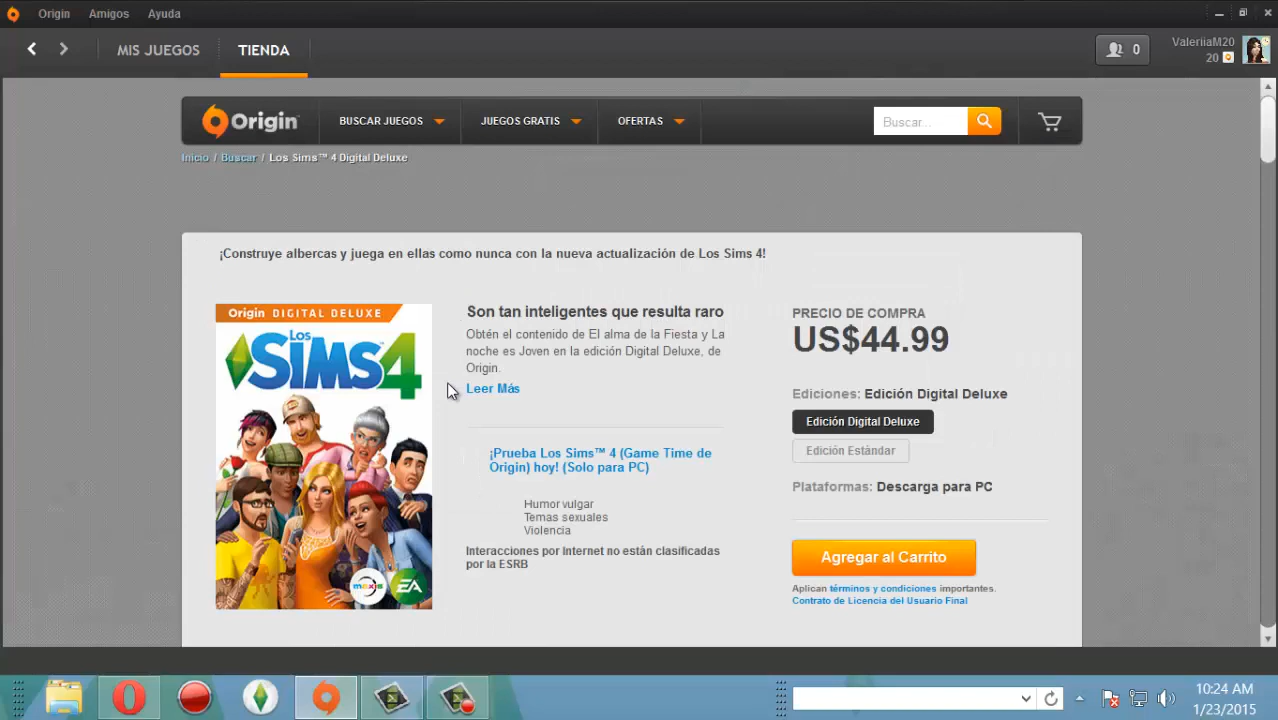 Origin Amigos Ayuda
MIS JUEGOS TIENDA
0
ValeriiaM20
20
Origin
BUSCAR JUEGOS JUEGOS GRATIS OFERTAS Buscar...
Inicio / Buscar / Los Sims™ 4 Digital Deluxe
¡Construye albercas y juega en ellas como nunca con la nueva actualización de Los Sims 4!
Origin DIGITAL DELUXE
Los
SIMS 4
maxis EA
Son tan inteligentes que resulta raro
Obtén el contenido de El alma de la Fiesta y La
noche es Joven en la edición Digital Deluxe, de
Origin.
Leer Más
¡Prueba Los Sims™ 4 (Game Time de
Origin) hoy! (Solo para PC)
Humor vulgar
Temas sexuales
Violencia
Interacciones por Internet no están clasificadas
por la ESRB
PRECIO DE COMPRA
US$44.99
Ediciones: Edición Digital Deluxe
Edición Digital Deluxe
Edición Estándar
Plataformas: Descarga para PC
Agregar al Carrito
Aplican términos y condiciones importantes.
Contrato de Licencia del Usuario Final
10:24 AM
1/23/2015